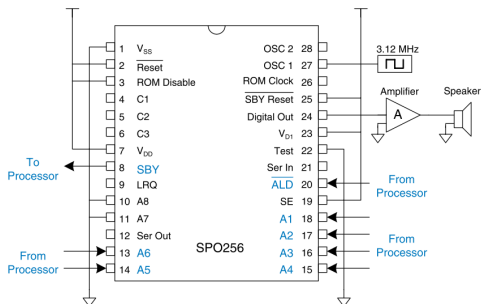 1 V_SS OSC 2 28
3.12 MHz
2 Reset OSC 1 27
3 ROM Disable ROM Clock 26
Amplifier Speaker
4 C1 SBY Reset 25
5 C2 Digital Out 24 A
6 C3 V_D1 23
7 V_DD Test 22
To
Processor
8 SBY Ser In 21
9 LRQ ALD 20
From
Processor
10 A8 SE 19
11 A7 A1 18
12 Ser Out A2 17
From
Processor
SPO256
13 A6 A3 16
From
Processor
14 A5 A4 15